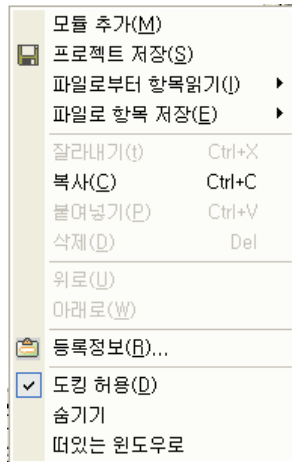 모듈 추가(M)
프로젝트 저장(S)
파일로부터 항목읽기(I)
파일로 항목 저장(E)
잘라내기(t) Ctrl+X
복사(C) Ctrl+C
붙여넣기(P) Ctrl+V
삭제(D) Del
위로(U)
아래로(W)
등록정보(R)...
도킹 허용(D)
숨기기
떠있는 윈도우로